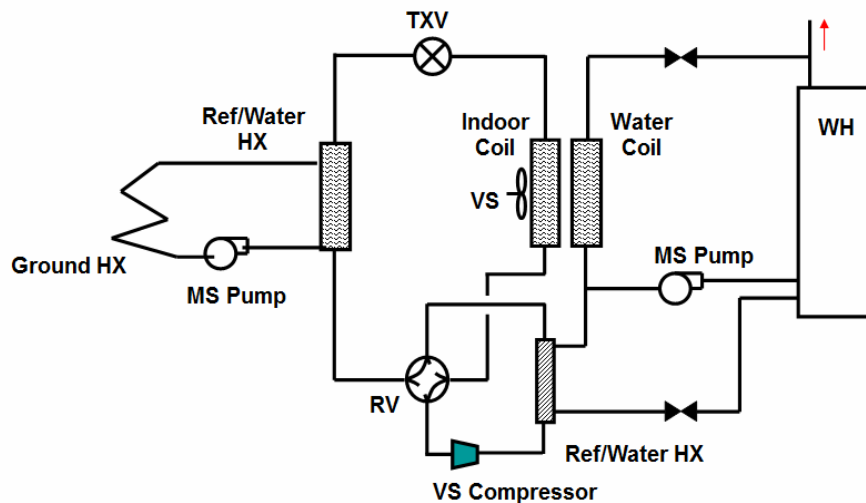 TXV
Ref/Water
HX
Indoor
Coil
Water
Coil
WH
VS
Ground HX
MS Pump
MS Pump
RV
Ref/Water HX
VS Compressor